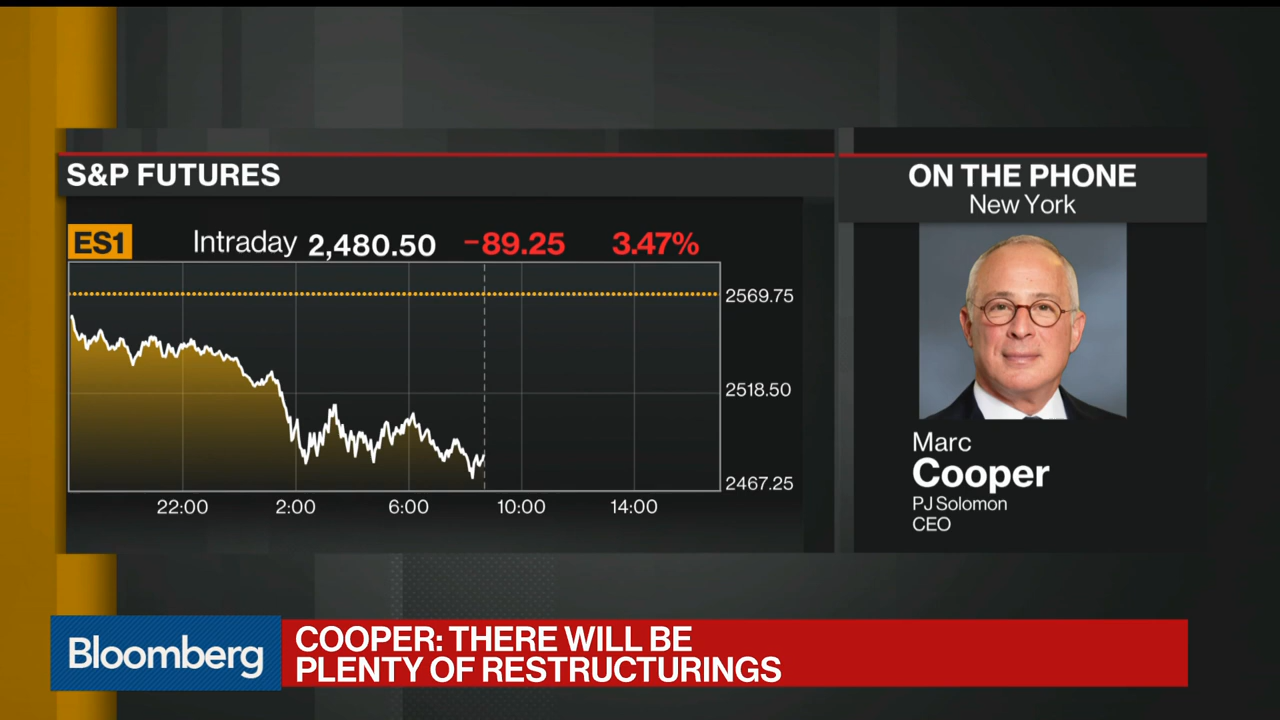 S&P FUTURES
ES1 Intraday 2,480.50 -89.25 3.47%
2569.75
2518.50
2467.25
22:00 2:00 6:00 10:00 14:00
ON THE PHONE
New York
Marc
Cooper
PJ Solomon
CEO
Bloomberg
COOPER: THERE WILL BE
PLENTY OF RESTRUCTURINGS